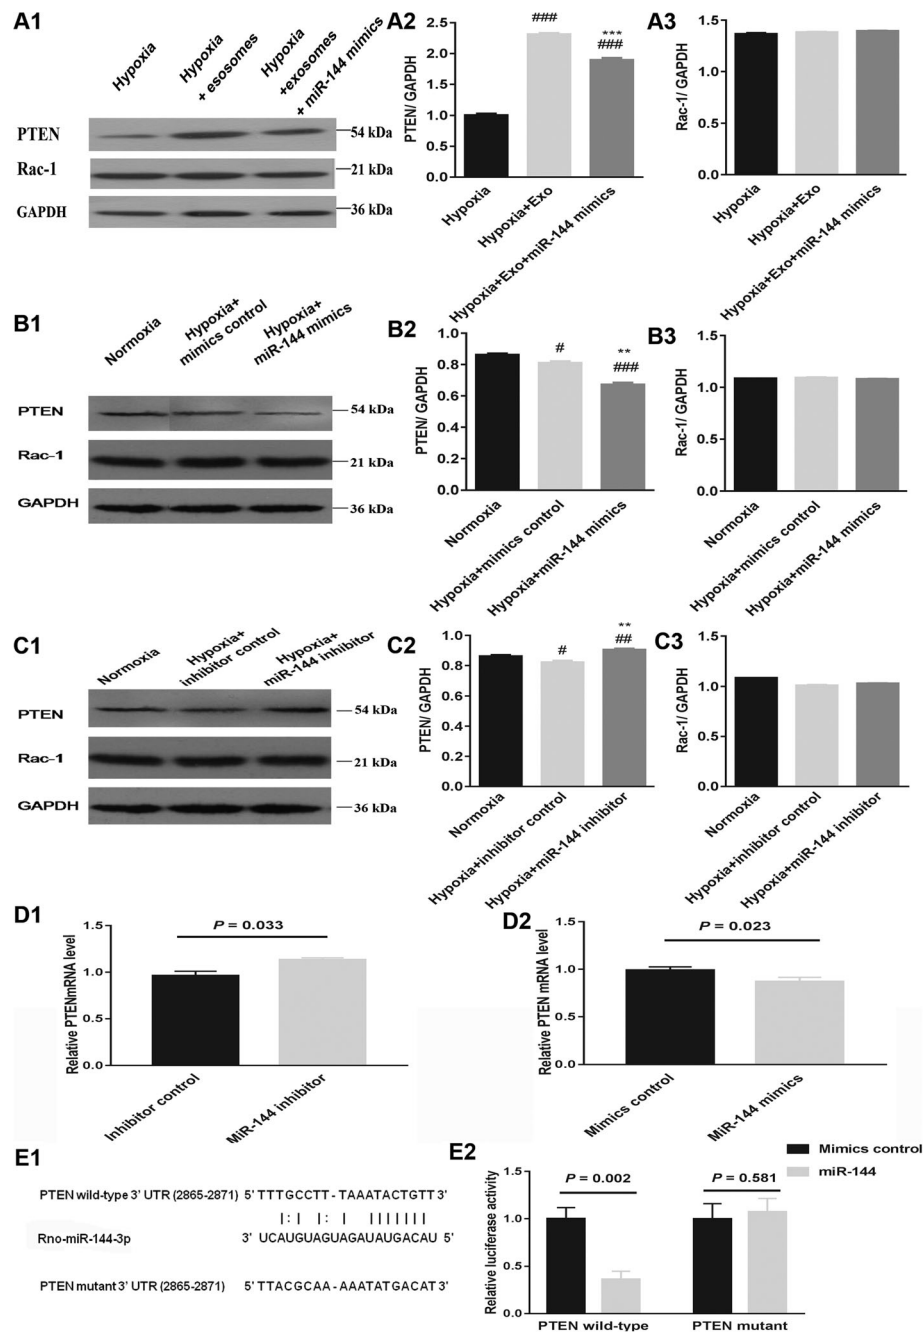 A1
Hypoxia
Hypoxia
+ esosomes
Hypoxia
+exosomes
+ miR-144 mimics
PTEN
54 kDa
Rac-1
21 kDa
GAPDH
36 kDa
A2
PTEN/ GAPDH
2.5
2.0
1.5
1.0
0.5
0.0
###
***
###
Hypoxia
Hypoxia+Exo
Hypoxia+Exo+miR-144 mimics
A3
Rac-1/ GAPDH
1.5
1.0
0.5
0.0
Hypoxia
Hypoxia+Exo
Hypoxia+Exo+miR-144 mimics
B1
Normoxia
Hypoxia+
mimics control
Hypoxia+
miR-144 mimics
PTEN
54 kDa
Rac-1
21 kDa
GAPDH
36 kDa
B2
PTEN/ GAPDH
1.0
0.8
0.6
0.4
0.2
0.0
#
**
###
Normoxia
Hypoxia+mimics control
Hypoxia+miR-144 mimics
B3
Rac-1/ GAPDH
1.5
1.0
0.5
0.0
Normoxia
Hypoxia+mimics control
Hypoxia+miR-144 mimics
C1
Normoxia
Hypoxia+
inhibitor control
Hypoxia+
miR-144 inhibitor
PTEN
54 kDa
Rac-1
21 kDa
GAPDH
36 kDa
C2
PTEN/ GAPDH
1.0
0.8
0.6
0.4
0.2
0.0
#
**
##
Normoxia
Hypoxia+inhibitor control
Hypoxia+miR-144 inhibitor
C3
Rac-1/ GAPDH
1.5
1.0
0.5
0.0
Normoxia
Hypoxia+inhibitor control
Hypoxia+miR-144 inhibitor
D1
Relative PTENmRNA level
1.5
1.0
0.5
0.0
P = 0.033
Inhibitor control
MiR-144 inhibitor
D2
Relative PTEN mRNA level
1.5
1.0
0.5
0.0
P = 0.023
Mimics control
MiR-144 mimics
E1
PTEN wild-type 3' UTR (2865-2871) 5' TTTGCCTT - TAAATACTGTT 3'
Rno-miR-144-3p 3' UCAUGUAGUAGAUAUGACAU 5'
PTEN mutant 3' UTR (2865-2871) 5' TTACGCAA - AAATATGACAT 3'
E2
Mimics control
miR-144
Relative luciferase activity
1.5
1.0
0.5
0.0
P = 0.002
P = 0.581
PTEN wild-type
PTEN mutant